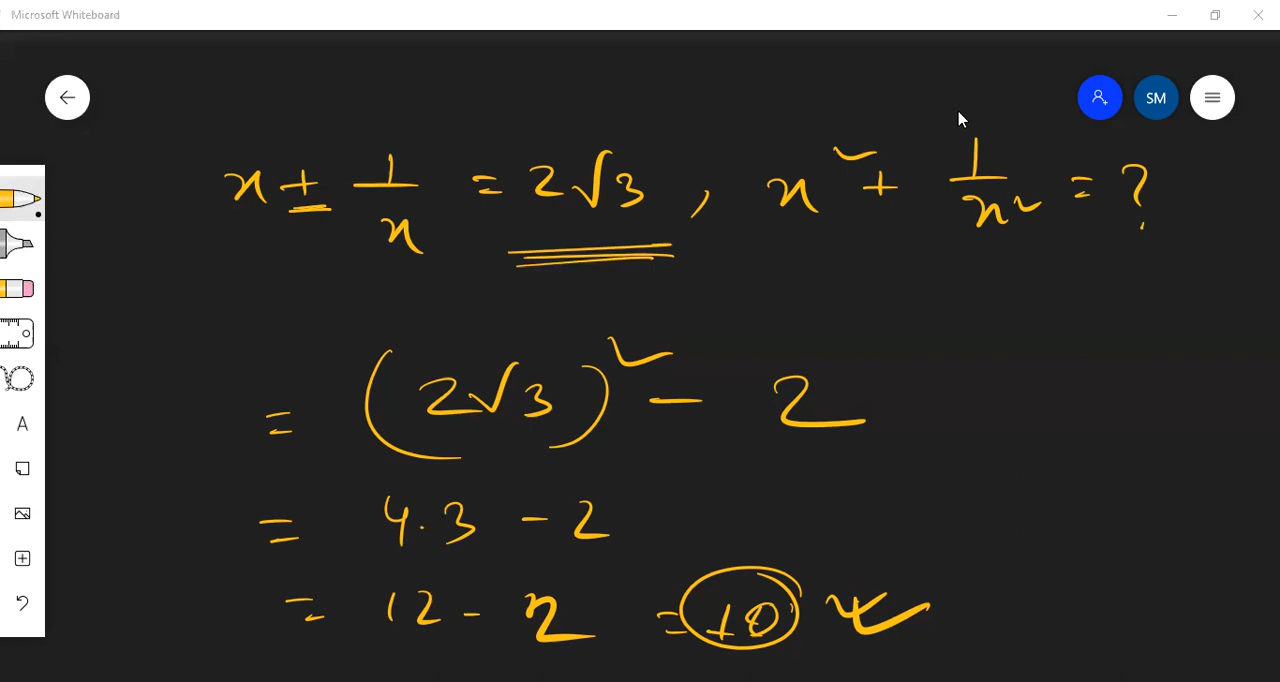 Microsoft Whiteboard
SM
x + 1/x = 2√3 , x² + 1/x² = ?
= (2√3)² - 2
= 4.3 - 2
A
= 12 - 2 = 10